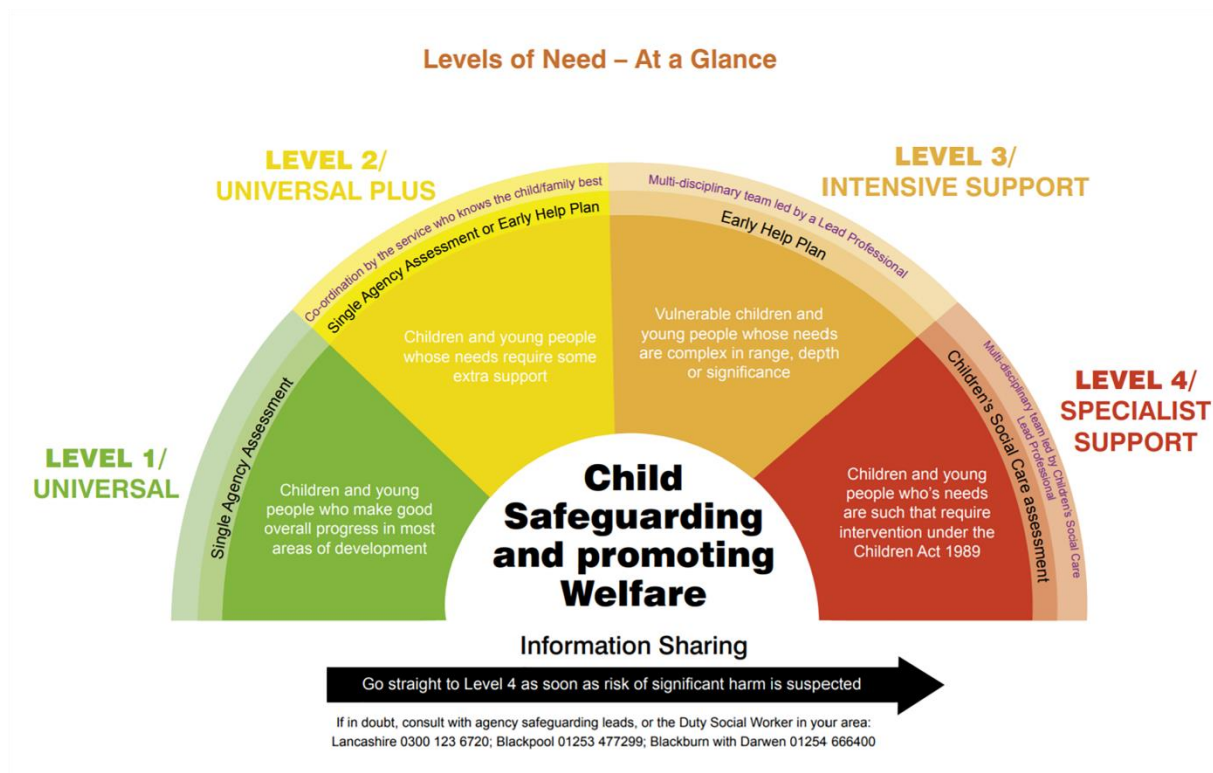 Levels of Need – At a Glance
LEVEL 1/
UNIVERSAL
Single Agency Assessment
Children and young
people who make good
overall progress in most
areas of development
LEVEL 2/
UNIVERSAL PLUS
Co-ordination by the service who knows the child/family best
Single Agency Assessment or Early Help Plan
Children and young people
whose needs require some
extra support
LEVEL 3/
INTENSIVE SUPPORT
Multi-disciplinary team led by a Lead Professional
Early Help Plan
Vulnerable children and
young people whose needs
are complex in range, depth
or significance
LEVEL 4/
SPECIALIST
SUPPORT
Multi-disciplinary team led by Children's Social Care
Lead Professional
Children's Social Care assessment
Children and young
people who's needs
are such that require
intervention under the
Children Act 1989
Child
Safeguarding
and promoting
Welfare
Information Sharing
Go straight to Level 4 as soon as risk of significant harm is suspected
If in doubt, consult with agency safeguarding leads, or the Duty Social Worker in your area:
Lancashire 0300 123 6720; Blackpool 01253 477299; Blackburn with Darwen 01254 666400